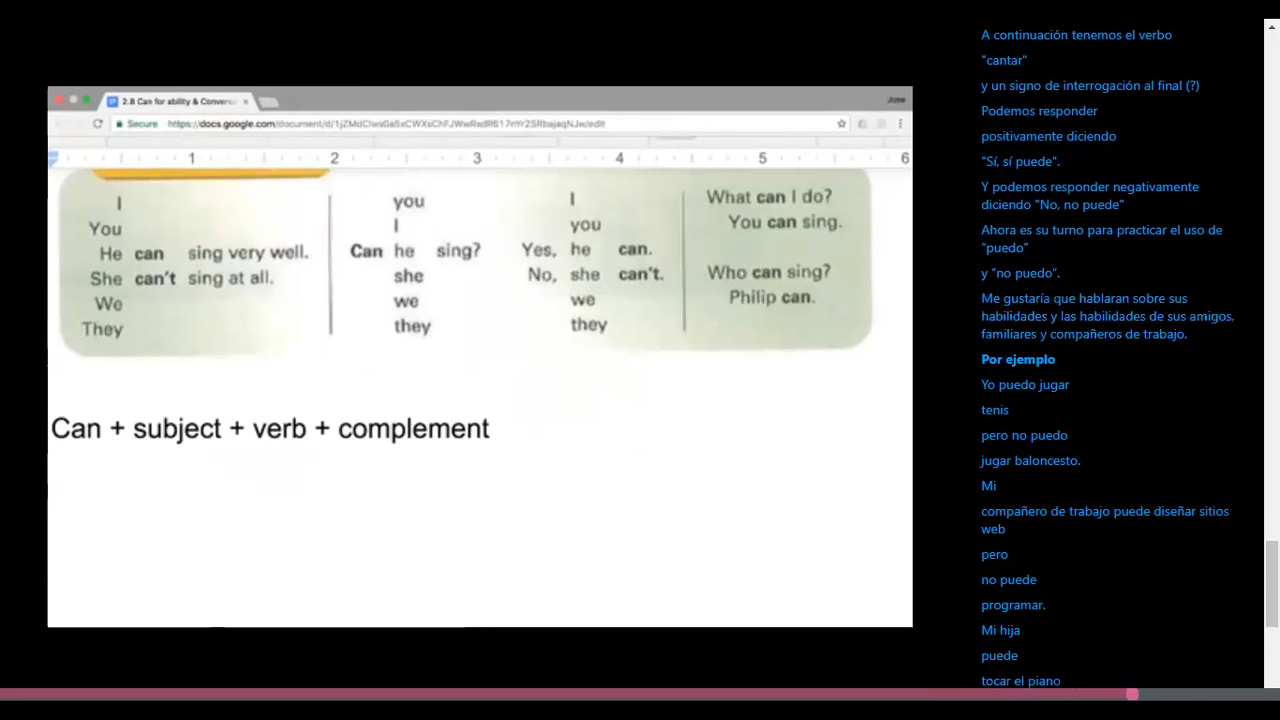 2.8 Can for ability & Convers
Jose
Secure
1 2 3 4 5 6
I
You
He can sing very well.
She can't sing at all.
We
They
you
I
Can he sing?
she
we
they
I
you
Yes, he can.
No, she can't.
we
they
What can I do?
You can sing.
Who can sing?
Philip can.
Can + subject + verb + complement
A continuación tenemos el verbo
"cantar"
y un signo de interrogación al final (?)
Podemos responder
positivamente diciendo
"Sí, sí puede".
Y podemos responder negativamente
diciendo "No, no puede"
Ahora es su turno para practicar el uso de
"puedo"
y "no puedo".
Me gustaría que hablaran sobre sus
habilidades y las habilidades de sus amigos,
familiares y compañeros de trabajo.
Por ejemplo
Yo puedo jugar
tenis
pero no puedo
jugar baloncesto.
Mi
compañero de trabajo puede diseñar sitios
web
pero
no puede
programar.
Mi hija
puede
tocar el piano